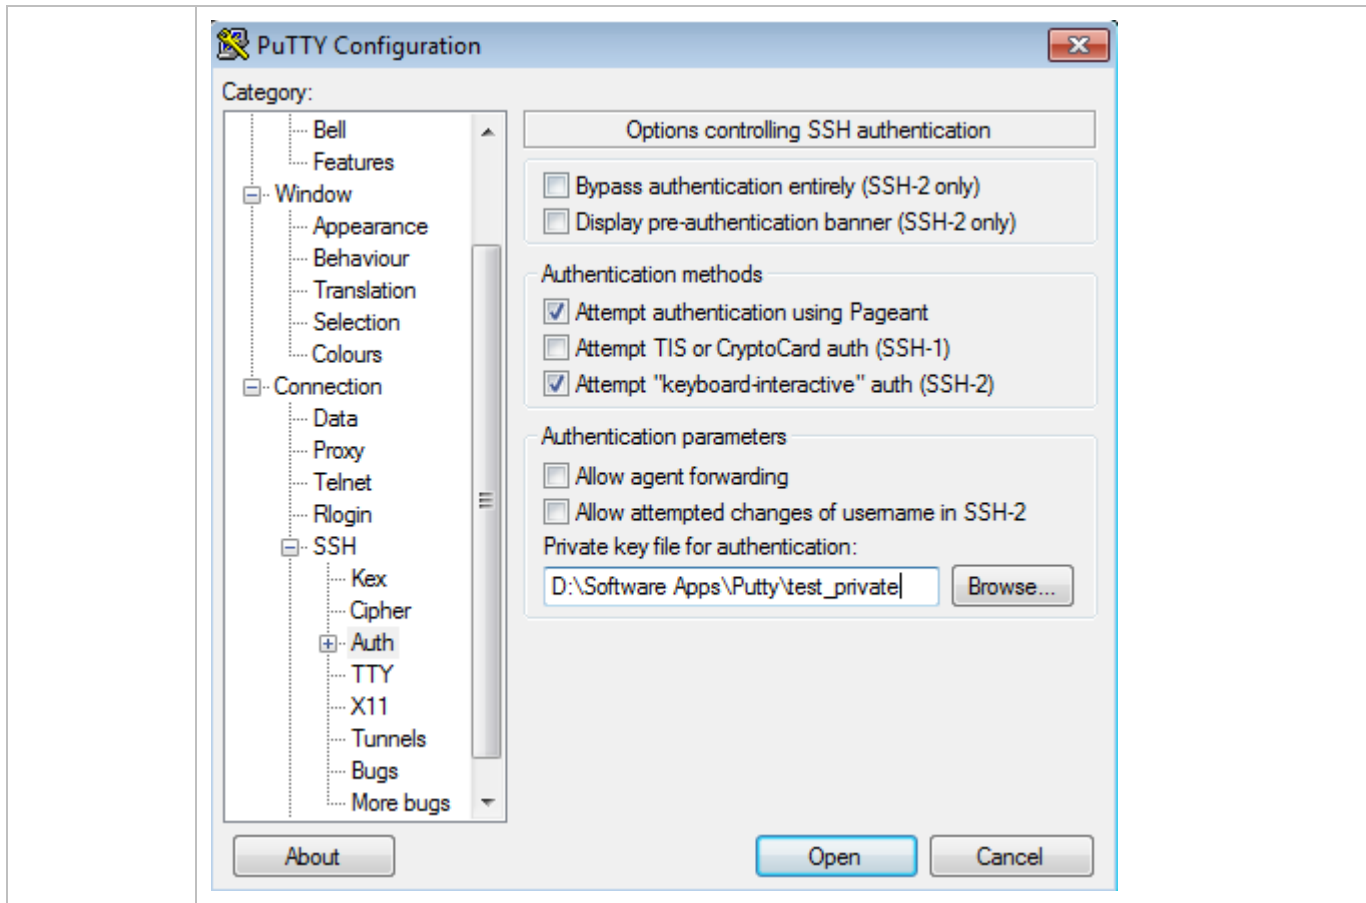 PuTTY Configuration
Category:
Bell
Features
Window
Appearance
Behaviour
Translation
Selection
Colours
Connection
Data
Proxy
Telnet
Rlogin
SSH
Kex
Cipher
Auth
TTY
X11
Tunnels
Bugs
More bugs
Options controlling SSH authentication
Bypass authentication entirely (SSH-2 only)
Display pre-authentication banner (SSH-2 only)
Authentication methods
Attempt authentication using Pageant
Attempt TIS or CryptoCard auth (SSH-1)
Attempt "keyboard-interactive" auth (SSH-2)
Authentication parameters
Allow agent forwarding
Allow attempted changes of username in SSH-2
Private key file for authentication:
D:\Software Apps\Putty\test_private
Browse...
About
Open
Cancel